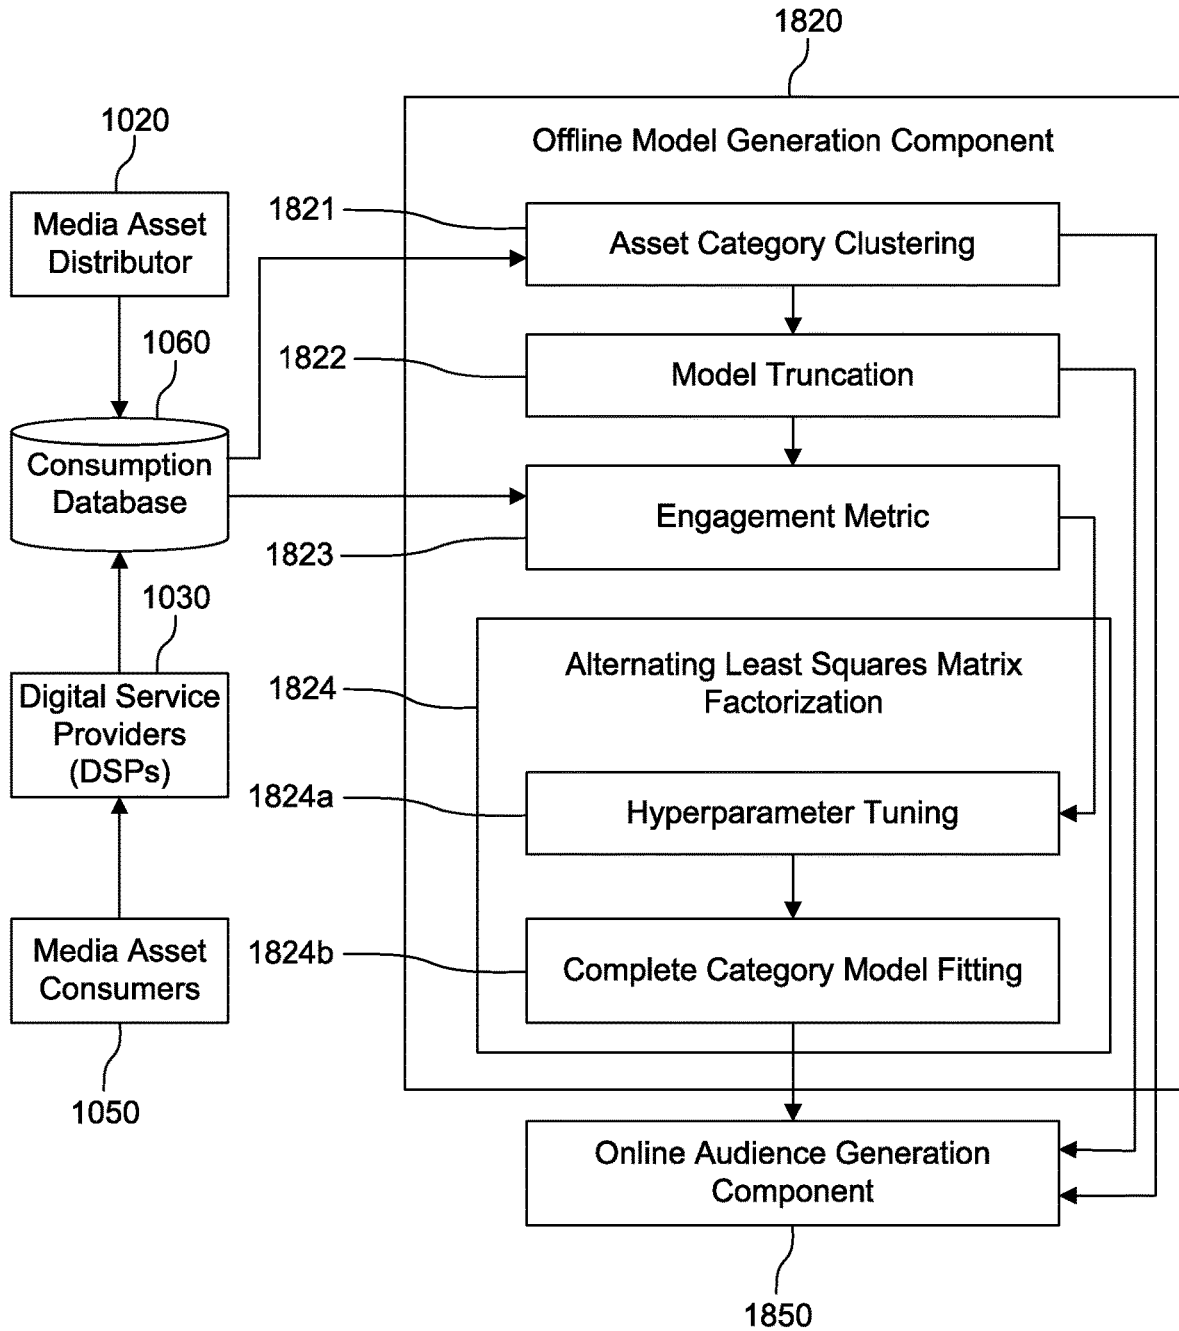 1820
Offline Model Generation Component
1020
Media Asset
Distributor
1821
Asset Category Clustering
1060
1822
Model Truncation
Consumption
Database
Engagement Metric
1823
1030
Digital Service
Providers
(DSPs)
1824
Alternating Least Squares Matrix
Factorization
1824a
Hyperparameter Tuning
Media Asset
Consumers
1824b
Complete Category Model Fitting
1050
Online Audience Generation
Component
1850